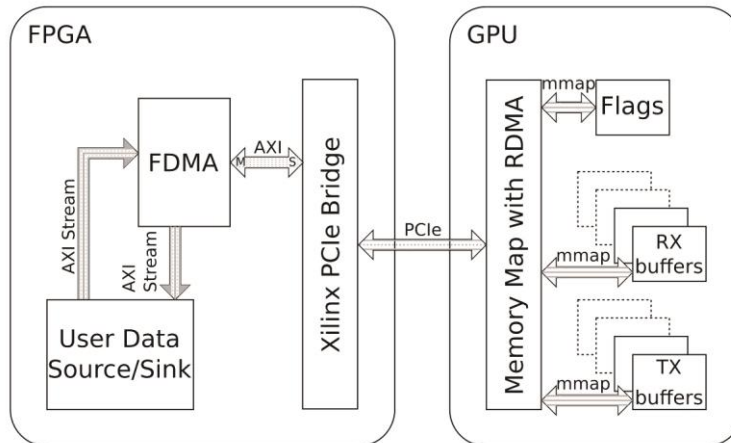 FPGA
FDMA
AXI
M
S
AXI Stream
AXI
Stream
User Data
Source/Sink
Xilinx PCIe Bridge
PCIe
GPU
Memory Map with RDMA
mmap
Flags
mmap
RX
buffers
mmap
TX
buffers